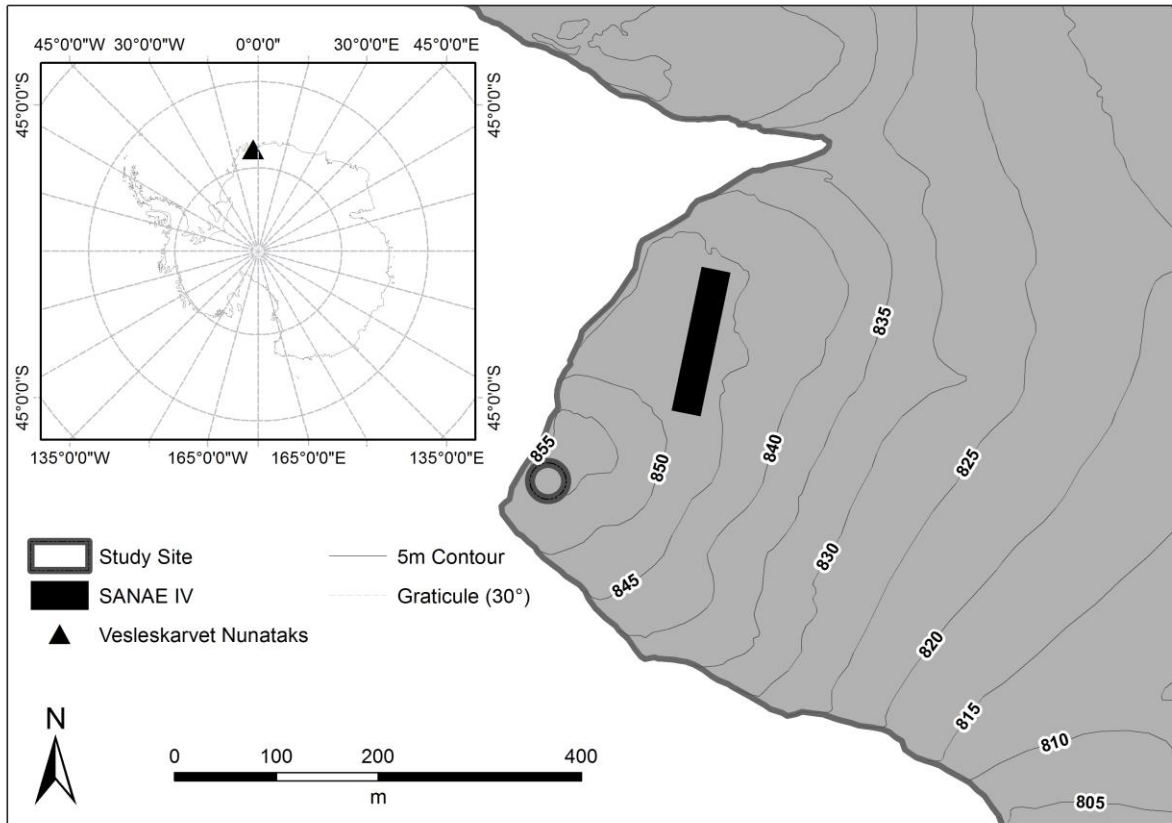 45°0'0"W 30°0'0"W 0°0'0" 30°0'0"E 45°0'0"E
45°0'0"S 45°0'0"S
45°0'0"S 45°0'0"S
135°0'0"W 165°0'0"W 165°0'0"E 135°0'0"E
835
855
850
840
825
845
830
820
815
810
805
Study Site
SANAE IV
Vesleskarvet Nunataks
5m Contour
Graticule (30°)
N
0 100 200 400
m